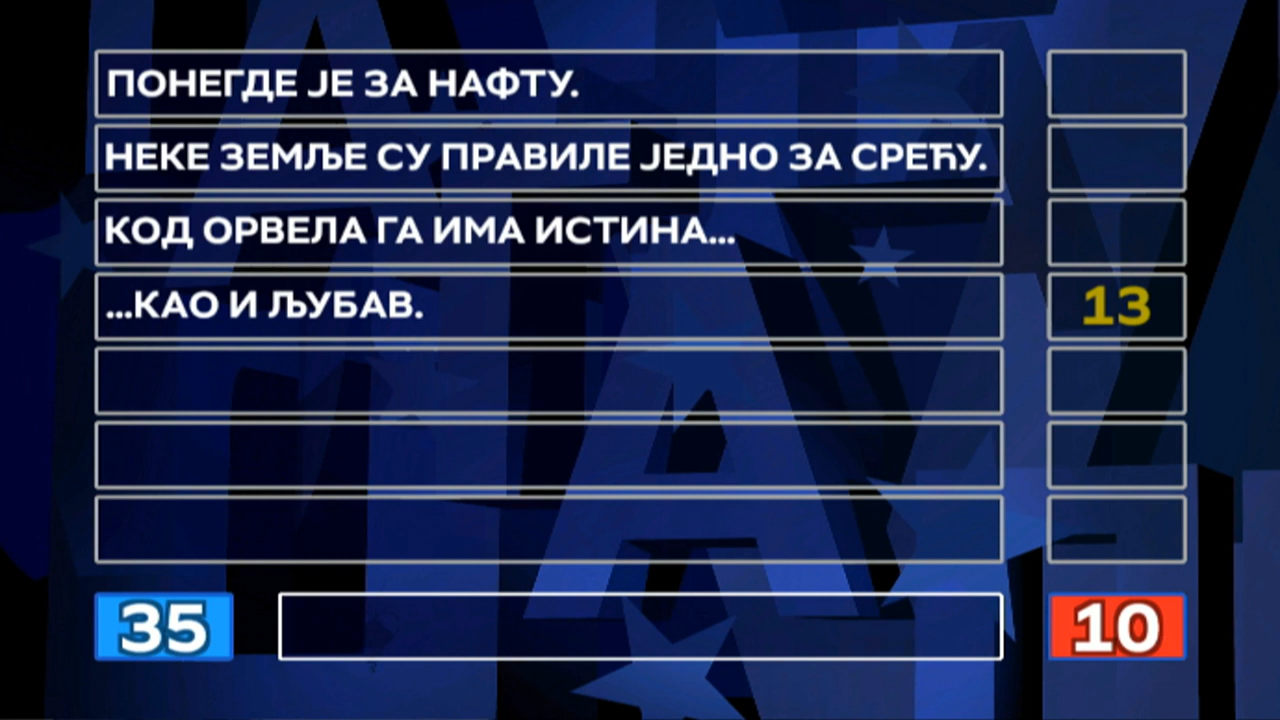 ПОНЕГДЕ ЈЕ ЗА НАФТУ.
НЕКЕ ЗЕМЉЕ СУ ПРАВИЛЕ ЈЕДНО ЗА СРЕЋУ.
КОД ОРВЕЛА ГА ИМА ИСТИНА...
...КАО И ЉУБАВ.
13
35
10